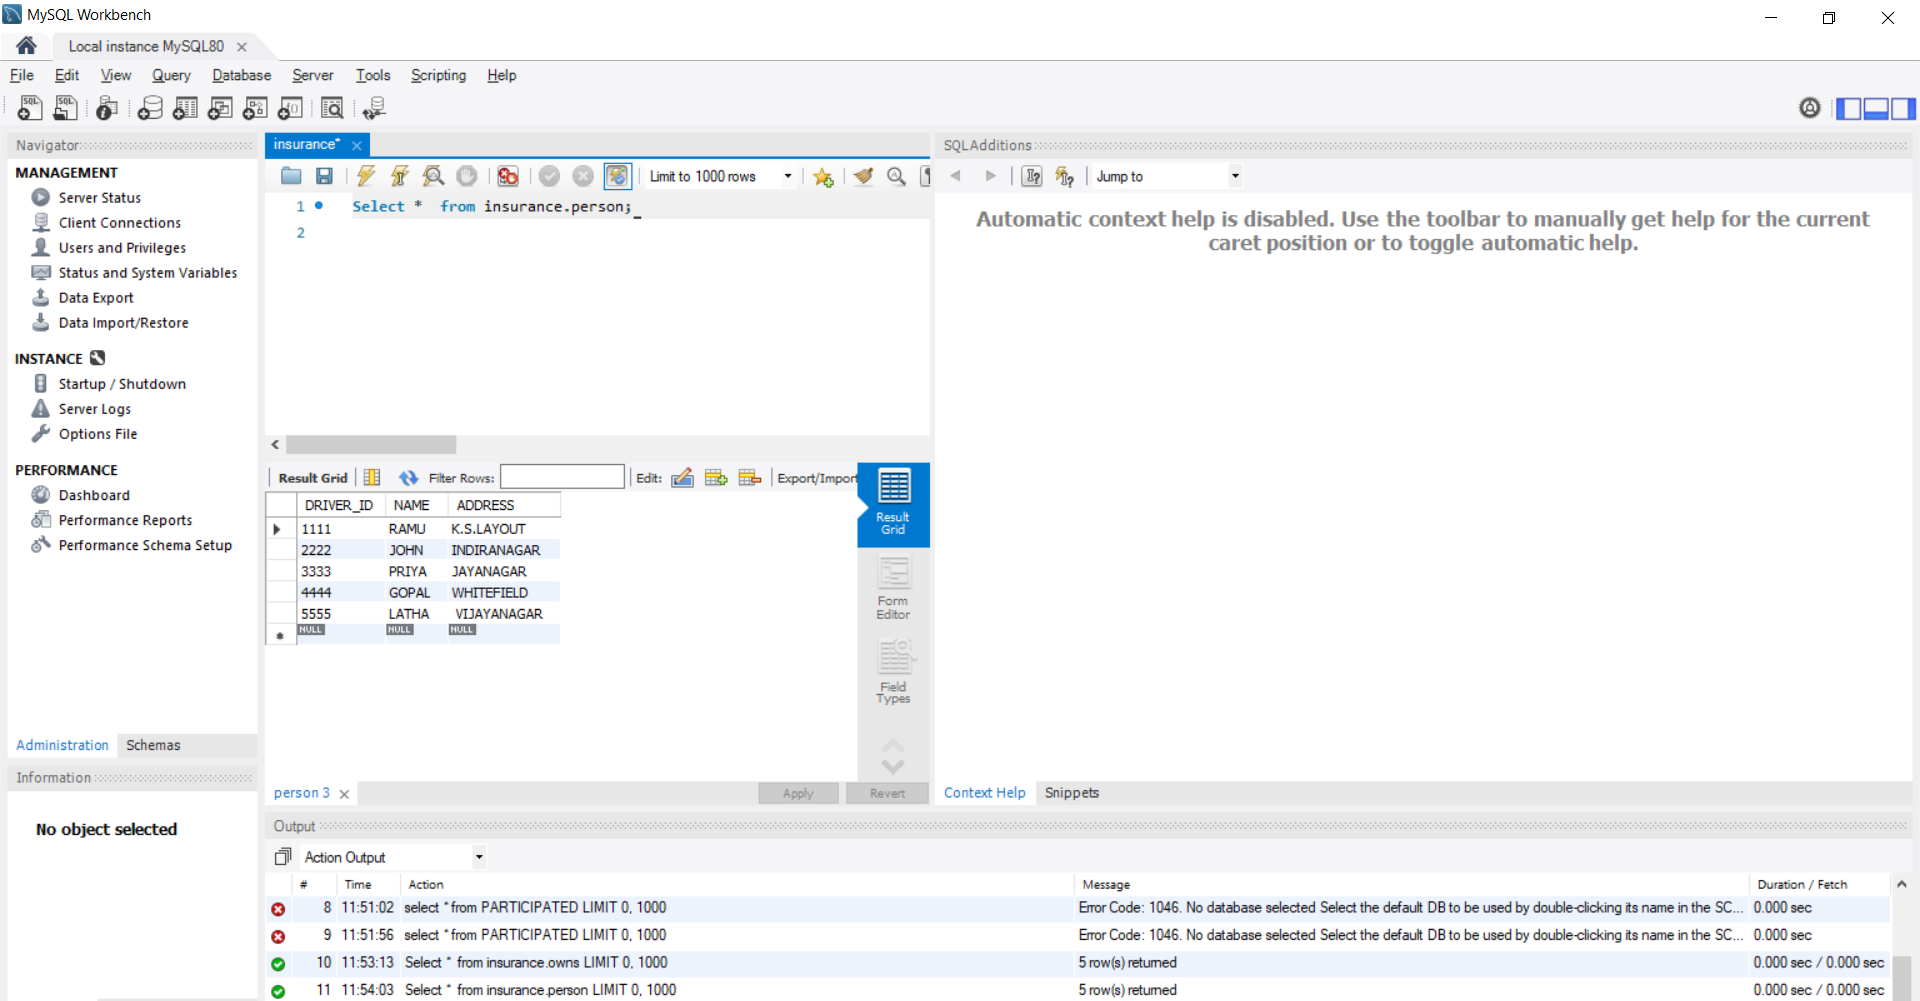 MySQL Workbench
Local instance MySQL80
File Edit View Query Database Server Tools Scripting Help
Navigator
MANAGEMENT
Server Status
Client Connections
Users and Privileges
Status and System Variables
Data Export
Data Import/Restore
INSTANCE
Startup / Shutdown
Server Logs
Options File
PERFORMANCE
Dashboard
Performance Reports
Performance Schema Setup
Administration Schemas
Information
No object selected
insurance*
Limit to 1000 rows
1 Select * from insurance.person;
2
Result Grid Filter Rows: Edit: Export/Import
DRIVER_ID NAME ADDRESS
1111 RAMU K.S.LAYOUT
2222 JOHN INDIRANAGAR
3333 PRIYA JAYANAGAR
4444 GOPAL WHITEFIELD
5555 LATHA VIJAYANAGAR
NULL NULL NULL
Result
Grid
Form
Editor
Field
Types
person 3 Apply Revert
SQLAdditions
Jump to
Automatic context help is disabled. Use the toolbar to manually get help for the current
caret position or to toggle automatic help.
Context Help Snippets
Output
Action Output
# Time Action Message Duration / Fetch
8 11:51:02 select * from PARTICIPATED LIMIT 0, 1000 Error Code: 1046. No database selected Select the default DB to be used by double-clicking its name in the SC... 0.000 sec
9 11:51:56 select * from PARTICIPATED LIMIT 0, 1000 Error Code: 1046. No database selected Select the default DB to be used by double-clicking its name in the SC... 0.000 sec
10 11:53:13 Select * from insurance.owns LIMIT 0, 1000 5 row(s) returned 0.000 sec / 0.000 sec
11 11:54:03 Select * from insurance.person LIMIT 0, 1000 5 row(s) returned 0.000 sec / 0.000 sec